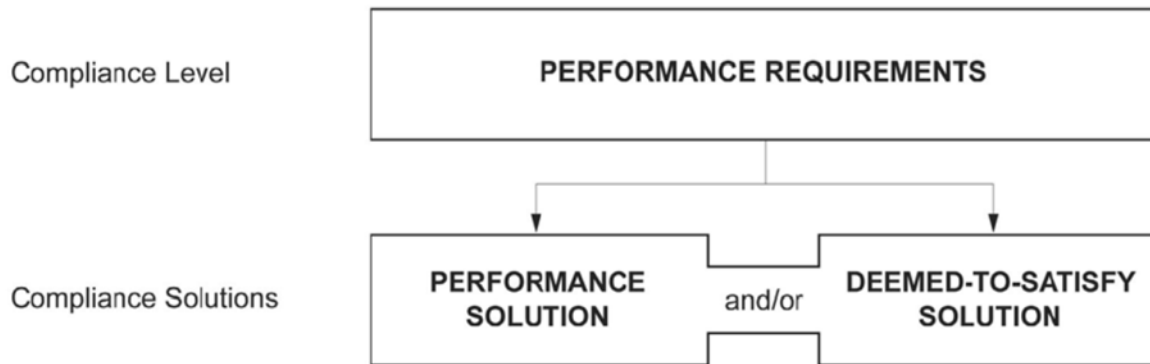 Compliance Level
PERFORMANCE REQUIREMENTS
Compliance Solutions
PERFORMANCE
SOLUTION
and/or
DEEMED-TO-SATISFY
SOLUTION